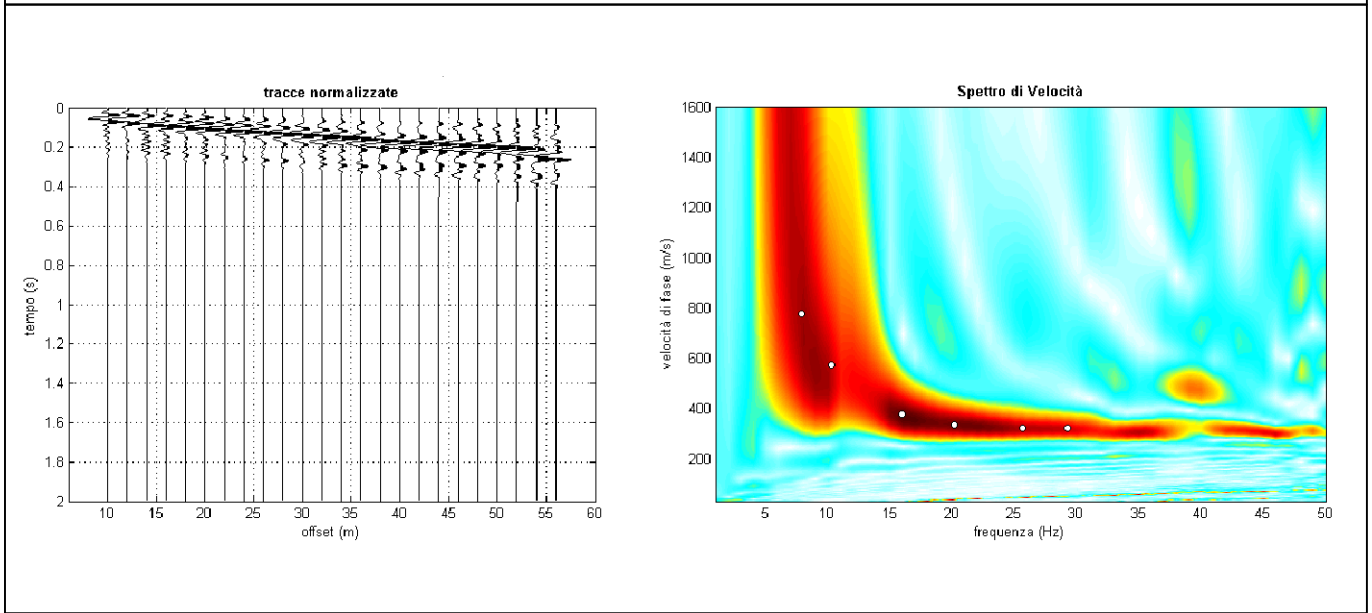 tracce normalizzate
0
0.2
0.4
0.6
0.8
1
1.2
1.4
1.6
1.8
2
tempo (s)
10 15 20 25 30 35 40 45 50 55 60
offset (m)
Spettro di Velocità
1600
1400
1200
1000
800
600
400
200
velocità di fase (m/s)
5 10 15 20 25 30 35 40 45 50
frequenza (Hz)